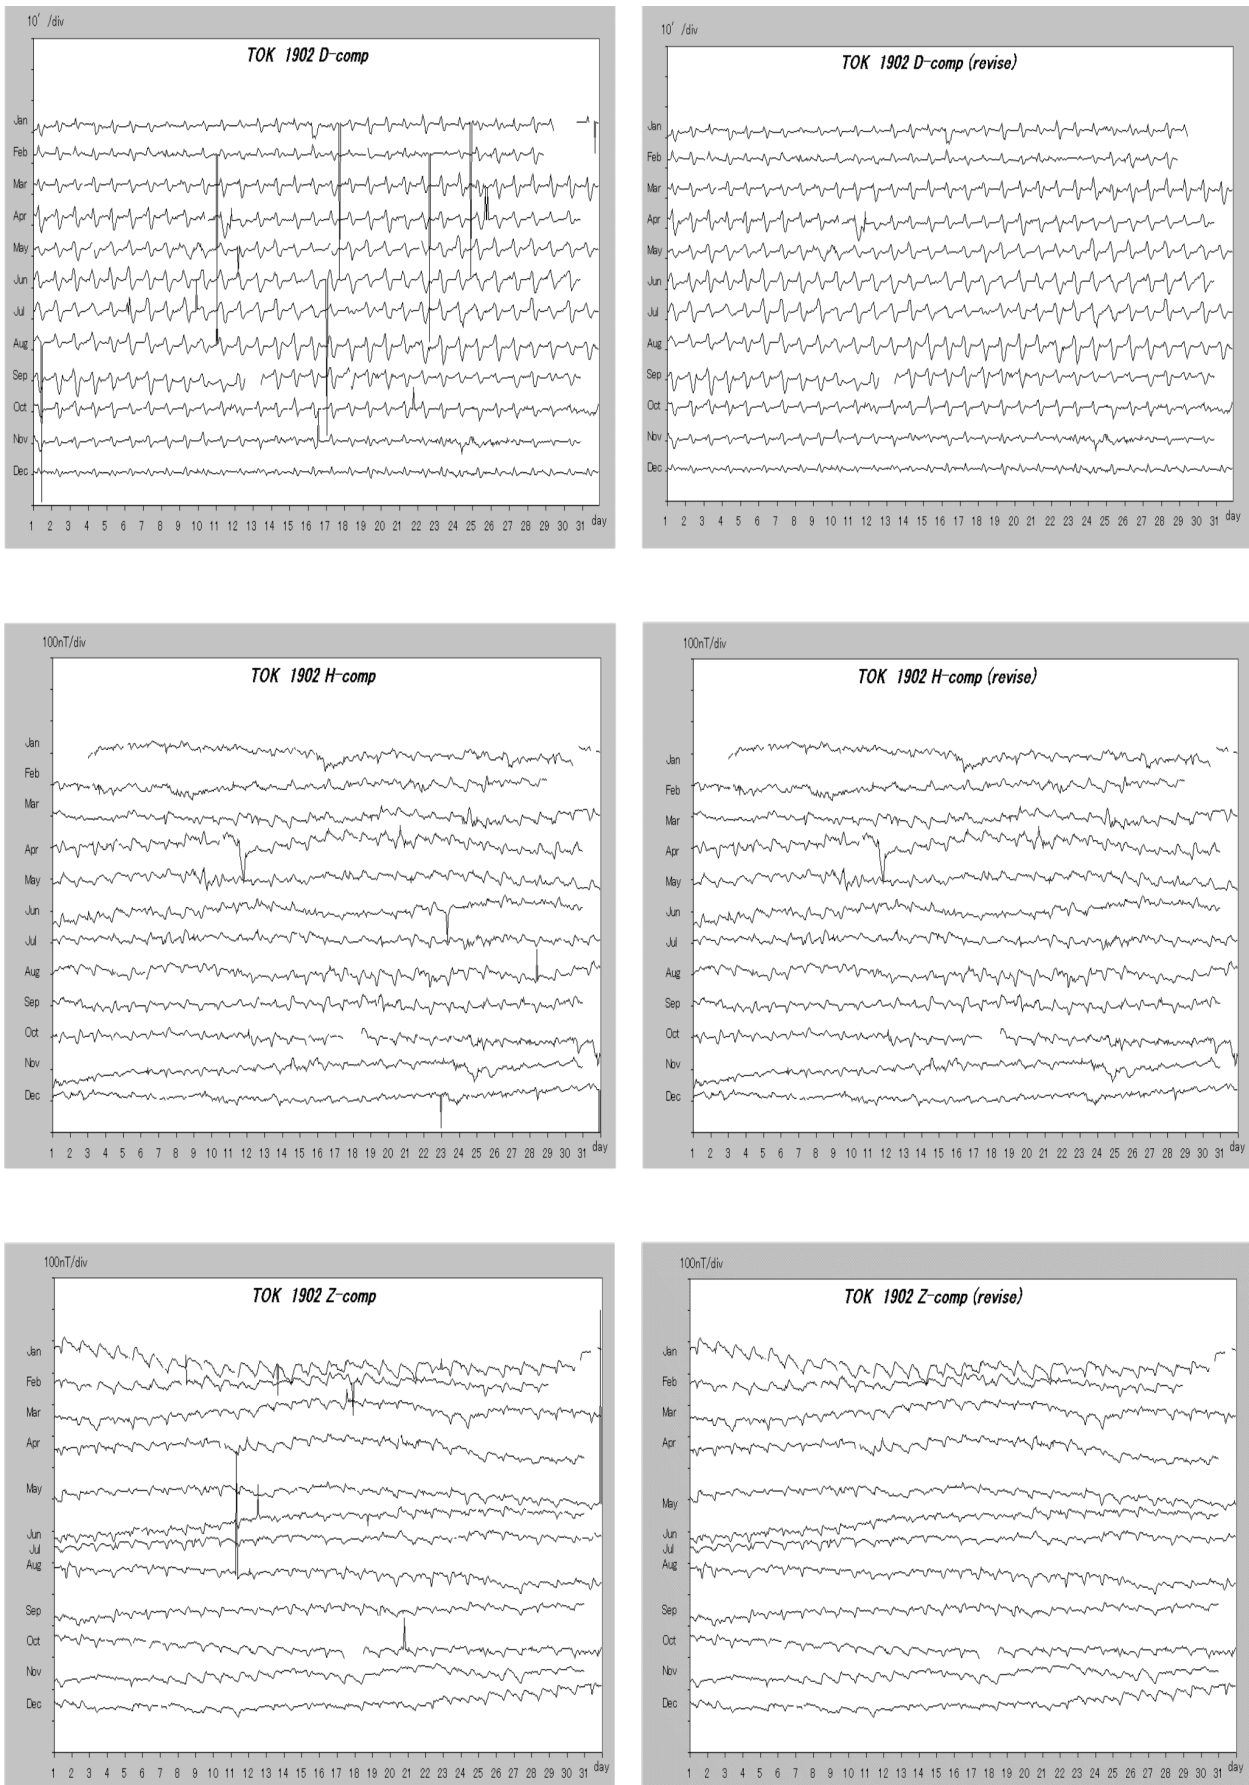 10′ /div
TOK 1902 D-comp
Jan
Feb
Mar
Apr
May
Jun
Jul
Aug
Sep
Oct
Nov
Dec
1 2 3 4 5 6 7 8 9 10 11 12 13 14 15 16 17 18 19 20 21 22 23 24 25 26 27 28 29 30 31 day
10′ /div
TOK 1902 D-comp (revise)
Jan
Feb
Mar
Apr
May
Jun
Jul
Aug
Sep
Oct
Nov
Dec
1 2 3 4 5 6 7 8 9 10 11 12 13 14 15 16 17 18 19 20 21 22 23 24 25 26 27 28 29 30 31 day
100nT/div
TOK 1902 H-comp
Jan
Feb
Mar
Apr
May
Jun
Jul
Aug
Sep
Oct
Nov
Dec
1 2 3 4 5 6 7 8 9 10 11 12 13 14 15 16 17 18 19 20 21 22 23 24 25 26 27 28 29 30 31 day
100nT/div
TOK 1902 H-comp (revise)
Jan
Feb
Mar
Apr
May
Jun
Jul
Aug
Sep
Oct
Nov
Dec
1 2 3 4 5 6 7 8 9 10 11 12 13 14 15 16 17 18 19 20 21 22 23 24 25 26 27 28 29 30 31 day
100nT/div
TOK 1902 Z-comp
Jan
Feb
Mar
Apr
May
Jun
Jul
Aug
Sep
Oct
Nov
Dec
1 2 3 4 5 6 7 8 9 10 11 12 13 14 15 16 17 18 19 20 21 22 23 24 25 26 27 28 29 30 31 day
100nT/div
TOK 1902 Z-comp (revise)
Jan
Feb
Mar
Apr
May
Jun
Jul
Aug
Sep
Oct
Nov
Dec
1 2 3 4 5 6 7 8 9 10 11 12 13 14 15 16 17 18 19 20 21 22 23 24 25 26 27 28 29 30 31 day